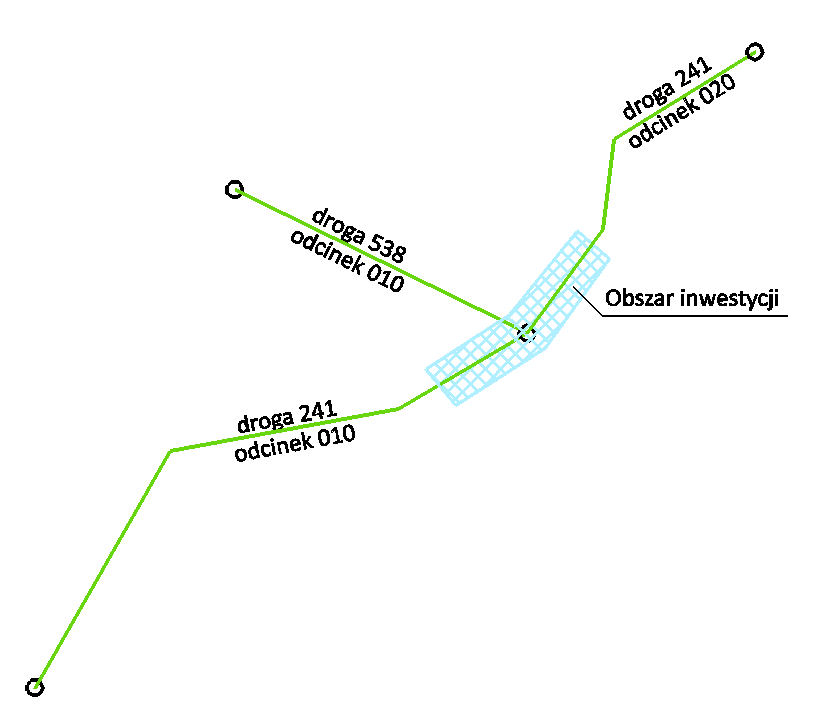 droga 241
odcinek 020
droga 538
odcinek 010
Obszar inwestycji
droga 241
odcinek 010